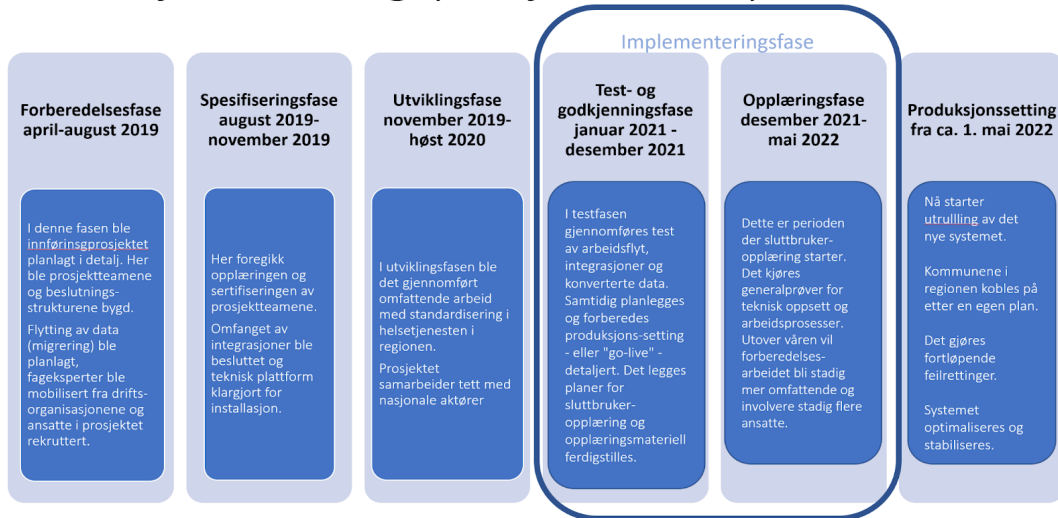 Implementeringsfase
Forberedelsesfase
april-august 2019
I denne fasen ble
innførinsgprosjektet
planlagt i detalj. Her
ble prosjektteamene
og beslutnings-
strukturene bygd.
Flytting av data
(migrering) ble
planlagt,
fageksperter ble
mobilisert fra drifts-
organisasjonene og
ansatte i prosjektet
rekruttert.
Spesifiseringsfase
august 2019-
november 2019
Her foregikk
opplæringen og
sertifiseringen av
prosjektteamene.
Omfanget av
integrasjoner ble
besluttet og
teknisk plattform
klargjort for
installasjon.
Utviklingsfase
november 2019-
høst 2020
I utviklingsfasen ble
det gjennomført
omfattende arbeid
med standardisering i
helsetjenesten i
regionen.
Prosjektet
samarbeider tett med
nasjonale aktører
Test- og
godkjenningsfase
januar 2021 -
desember 2021
I testfasen
gjennomføres test
av arbeidsflyt,
integrasjoner og
konverterte data.
Samtidig planlegges
og forberedes
produksjons-setting
- eller "go-live" -
detaljert. Det legges
planer for
sluttbruker-
opplæring og
opplæringsmateriell
ferdigstilles.
Opplæringsfase
desember 2021-
mai 2022
Dette er perioden
der sluttbruker-
opplæring starter.
Det kjøres
generalprøver for
teknisk oppsett og
arbeidsprosesser.
Utover våren vil
forberedelses-
arbeidet bli stadig
mer omfattende og
involvere stadig flere
ansatte.
Produksjonssetting
fra ca. 1. mai 2022
Nå starter
utrullling av det
nye systemet.
Kommunene i
regionen kobles på
etter en egen plan.
Det gjøres
fortløpende
feilrettinger.
Systemet
optimaliseres og
stabiliseres.